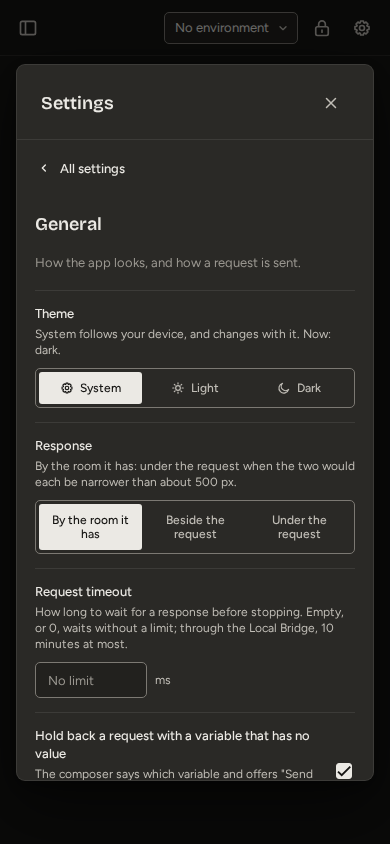 No environment
Settings
All settings
General
How the app looks, and how a request is sent.
Theme
System follows your device, and changes with it. Now:
dark.
System
Light
Dark
Response
By the room it has: under the request when the two would
each be narrower than about 500 px.
By the room it
has
Beside the
request
Under the
request
Request timeout
How long to wait for a response before stopping. Empty,
or 0, waits without a limit; through the Local Bridge, 10
minutes at most.
No limit
ms
Hold back a request with a variable that has no
value
The composer says which variable and offers "Send